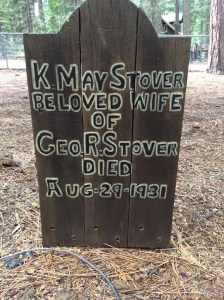 K. MAY STOVER
BELOVED WIFE
OF
GEO. R. STOVER
DIED
AUG-29-1931